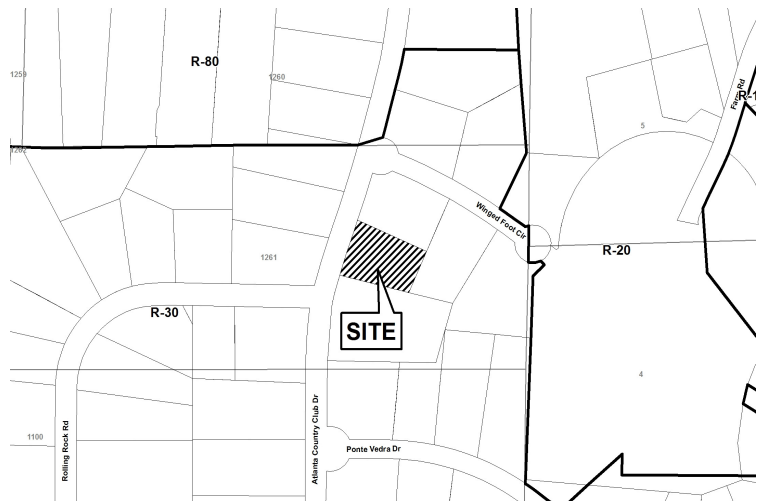 R-80
1259
1260
Farm Rd
R-1
5
1262
Winged Foot Cir
R-20
1261
R-30
SITE
4
Rolling Rock Rd
Atlanta Country Club Dr
1100
Ponte Vedra Dr